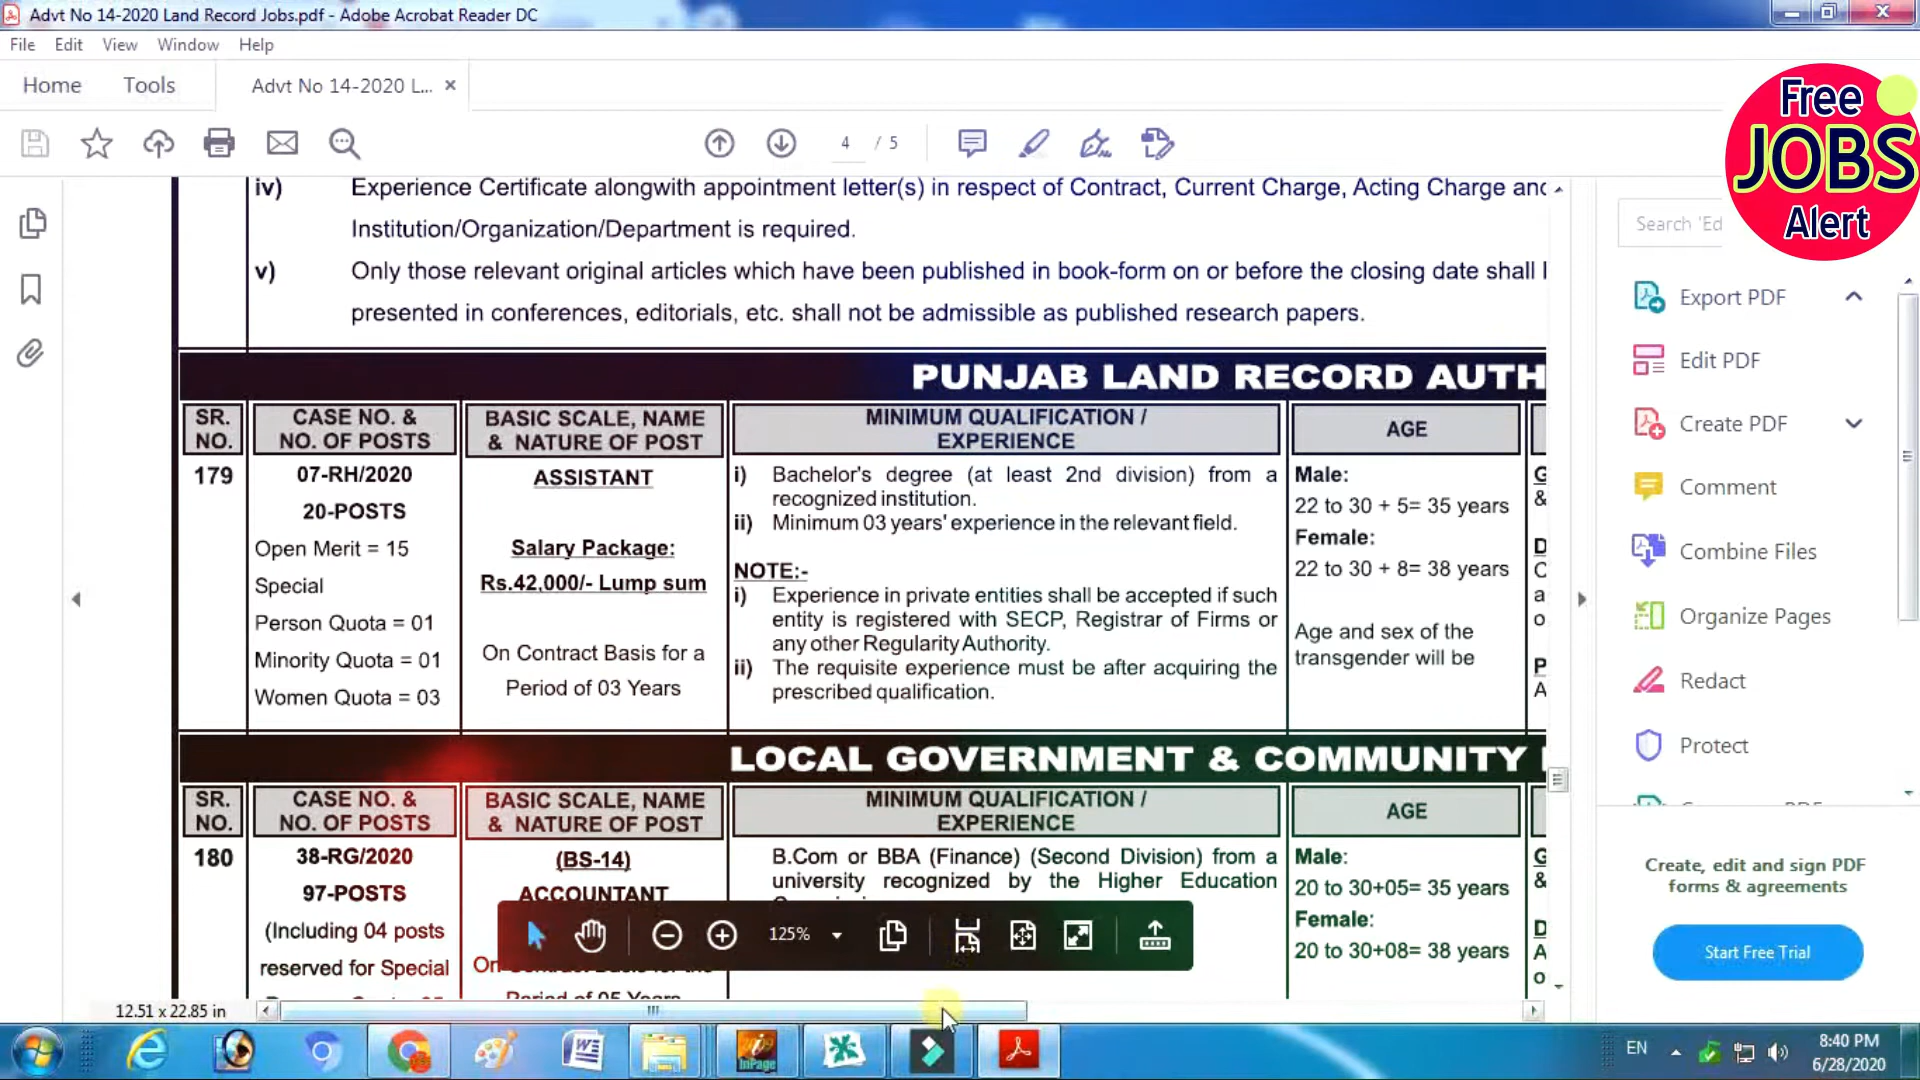 Advt No 14-2020 Land Record Jobs.pdf - Adobe Acrobat Reader DC
File Edit View Window Help
Home Tools Advt No 14-2020 L... ×
4 / 5
Free
JOBS
Alert
iv) Experience Certificate alongwith appointment letter(s) in respect of Contract, Current Charge, Acting Charge and
Institution/Organization/Department is required.
v) Only those relevant original articles which have been published in book-form on or before the closing date shall
presented in conferences, editorials, etc. shall not be admissible as published research papers.
PUNJAB LAND RECORD AUTH
SR.
NO.
CASE NO. &
NO. OF POSTS
BASIC SCALE, NAME
& NATURE OF POST
MINIMUM QUALIFICATION /
EXPERIENCE
AGE
179
07-RH/2020
20-POSTS
Open Merit = 15
Special
Person Quota = 01
Minority Quota = 01
Women Quota = 03
ASSISTANT
Salary Package:
Rs.42,000/- Lump sum
On Contract Basis for a
Period of 03 Years
i) Bachelor's degree (at least 2nd division) from a
recognized institution.
ii) Minimum 03 years' experience in the relevant field.
NOTE:-
i) Experience in private entities shall be accepted if such
entity is registered with SECP, Registrar of Firms or
any other Regularity Authority.
ii) The requisite experience must be after acquiring the
prescribed qualification.
Male:
22 to 30 + 5= 35 years
Female:
22 to 30 + 8= 38 years
Age and sex of the
transgender will be
G
&
D
O
a
o
P
A
LOCAL GOVERNMENT & COMMUNITY
SR.
NO.
CASE NO. &
NO. OF POSTS
BASIC SCALE, NAME
& NATURE OF POST
MINIMUM QUALIFICATION /
EXPERIENCE
AGE
180
38-RG/2020
97-POSTS
(Including 04 posts
reserved for Special
(BS-14)
ACCOUNTANT
On
Period of 05 Years
B.Com or BBA (Finance) (Second Division) from a
university recognized by the Higher Education
Male:
20 to 30+05= 35 years
Female:
20 to 30+08= 38 years
G
&
D
A
o
125%
12.51 x 22.85 in
Search 'Ed
Export PDF
Edit PDF
Create PDF
Comment
Combine Files
Organize Pages
Redact
Protect
Create, edit and sign PDF
forms & agreements
Start Free Trial
InPage
EN
8:40 PM
6/28/2020